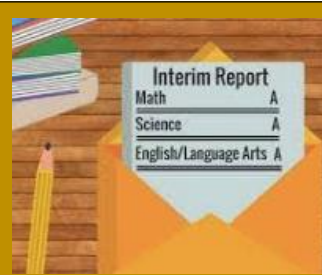 Interim Report
Math A
Science A
English/Language Arts A